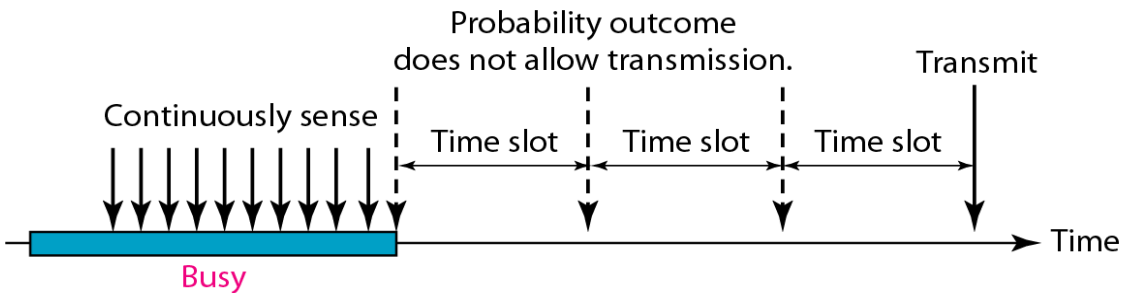 Probability outcome
does not allow transmission.
Transmit
Continuously sense
Time slot
Time slot
Time slot
Time
Busy